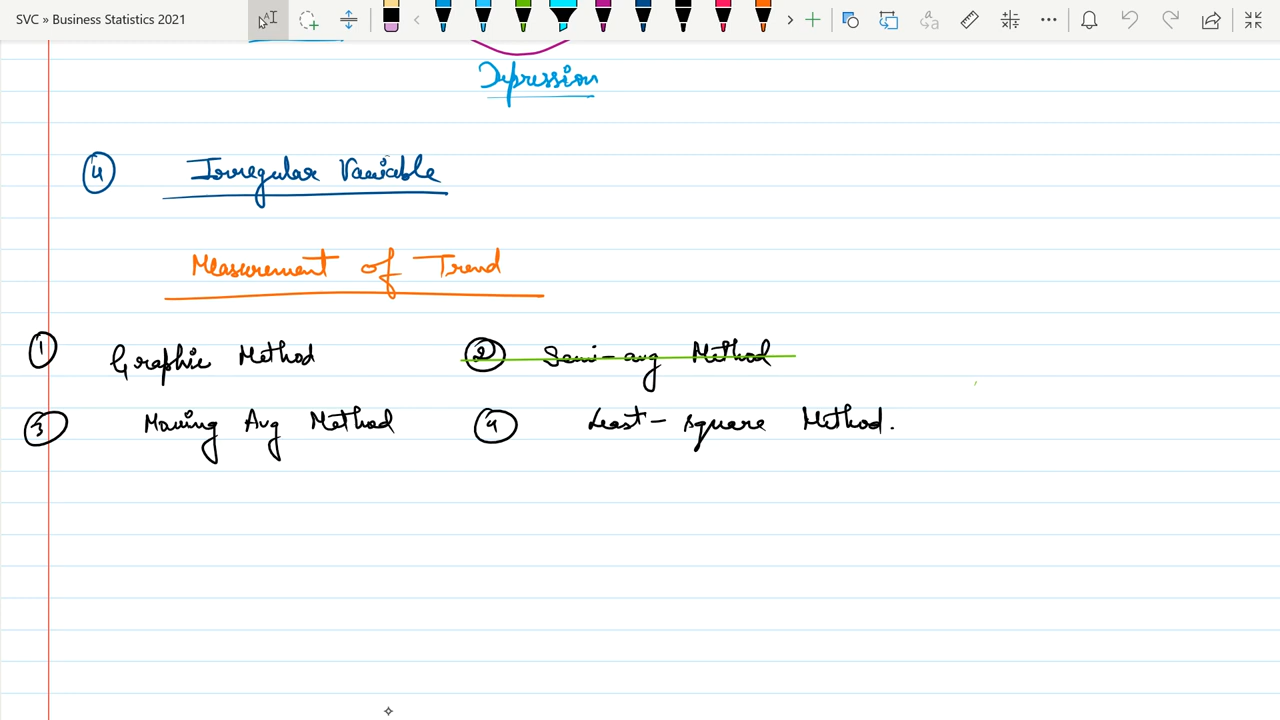 SVC » Business Statistics 2021
Depression
4 Irregular Variable
Measurement of Trend
1 Graphic Method 2 Semi-avg Method
3 Moving Avg Method 4 Least-square Method.